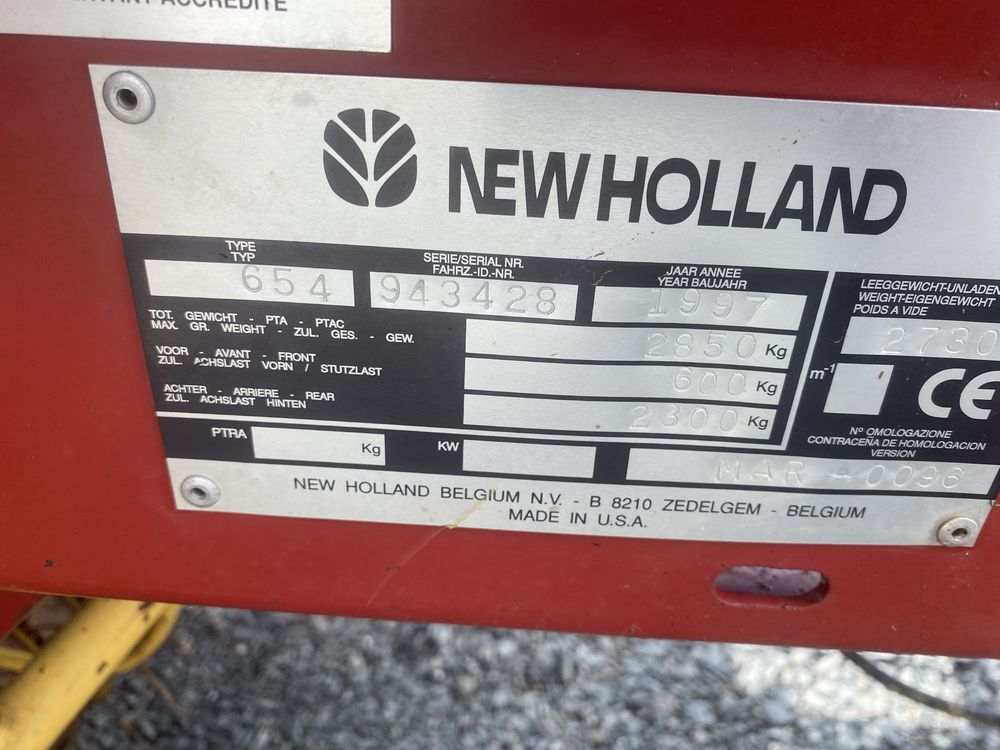 NEW HOLLAND
TYPE
TYP
654
SERIE/SERIAL NR.
FAHRZ.-ID.-NR.
943428
JAAR ANNEE
YEAR BAUJAHR
1997
LEEGGEWICHT-UNLADEN
WEIGHT-EIGENGEWICHT
POIDS A VIDE
2730
TOT. GEWICHT - PTA - PTAC
MAX. GR. WEIGHT - ZUL. GES. - GEW.
2850 Kg
VOOR - AVANT - FRONT
ZUL. ACHSLAST VORN / STUTZLAST
600 Kg
ACHTER - ARRIERE - REAR
ZUL. ACHSLAST HINTEN
2300 Kg
m-1
CE
PTRA
Kg
KW
Nº OMOLOGAZIONE
CONTRACEÑA DE HOMOLOGACION
VERSION
MAR-0096
NEW HOLLAND BELGIUM N.V. - B 8210 ZEDELGEM - BELGIUM
MADE IN U.S.A.